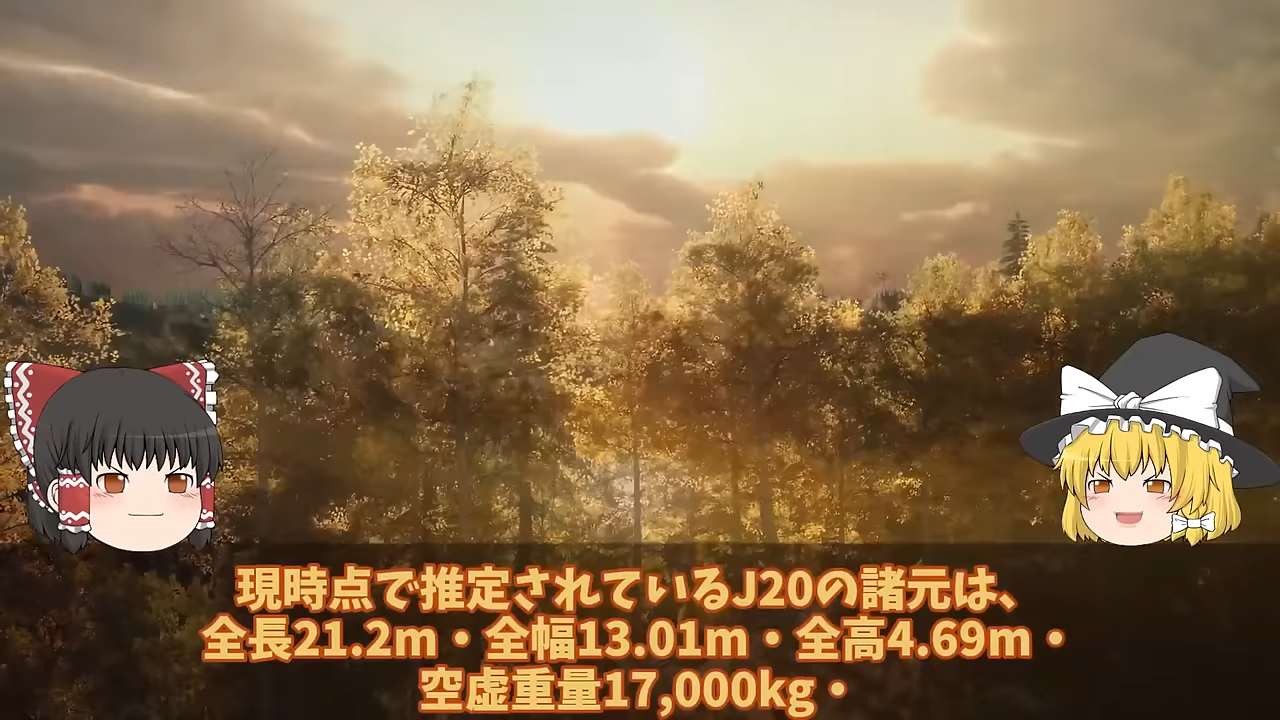 現時点で推定されているJ20の諸元は、
全長21.2m・全幅13.01m・全高4.69m・
空虚重量17,000kg・